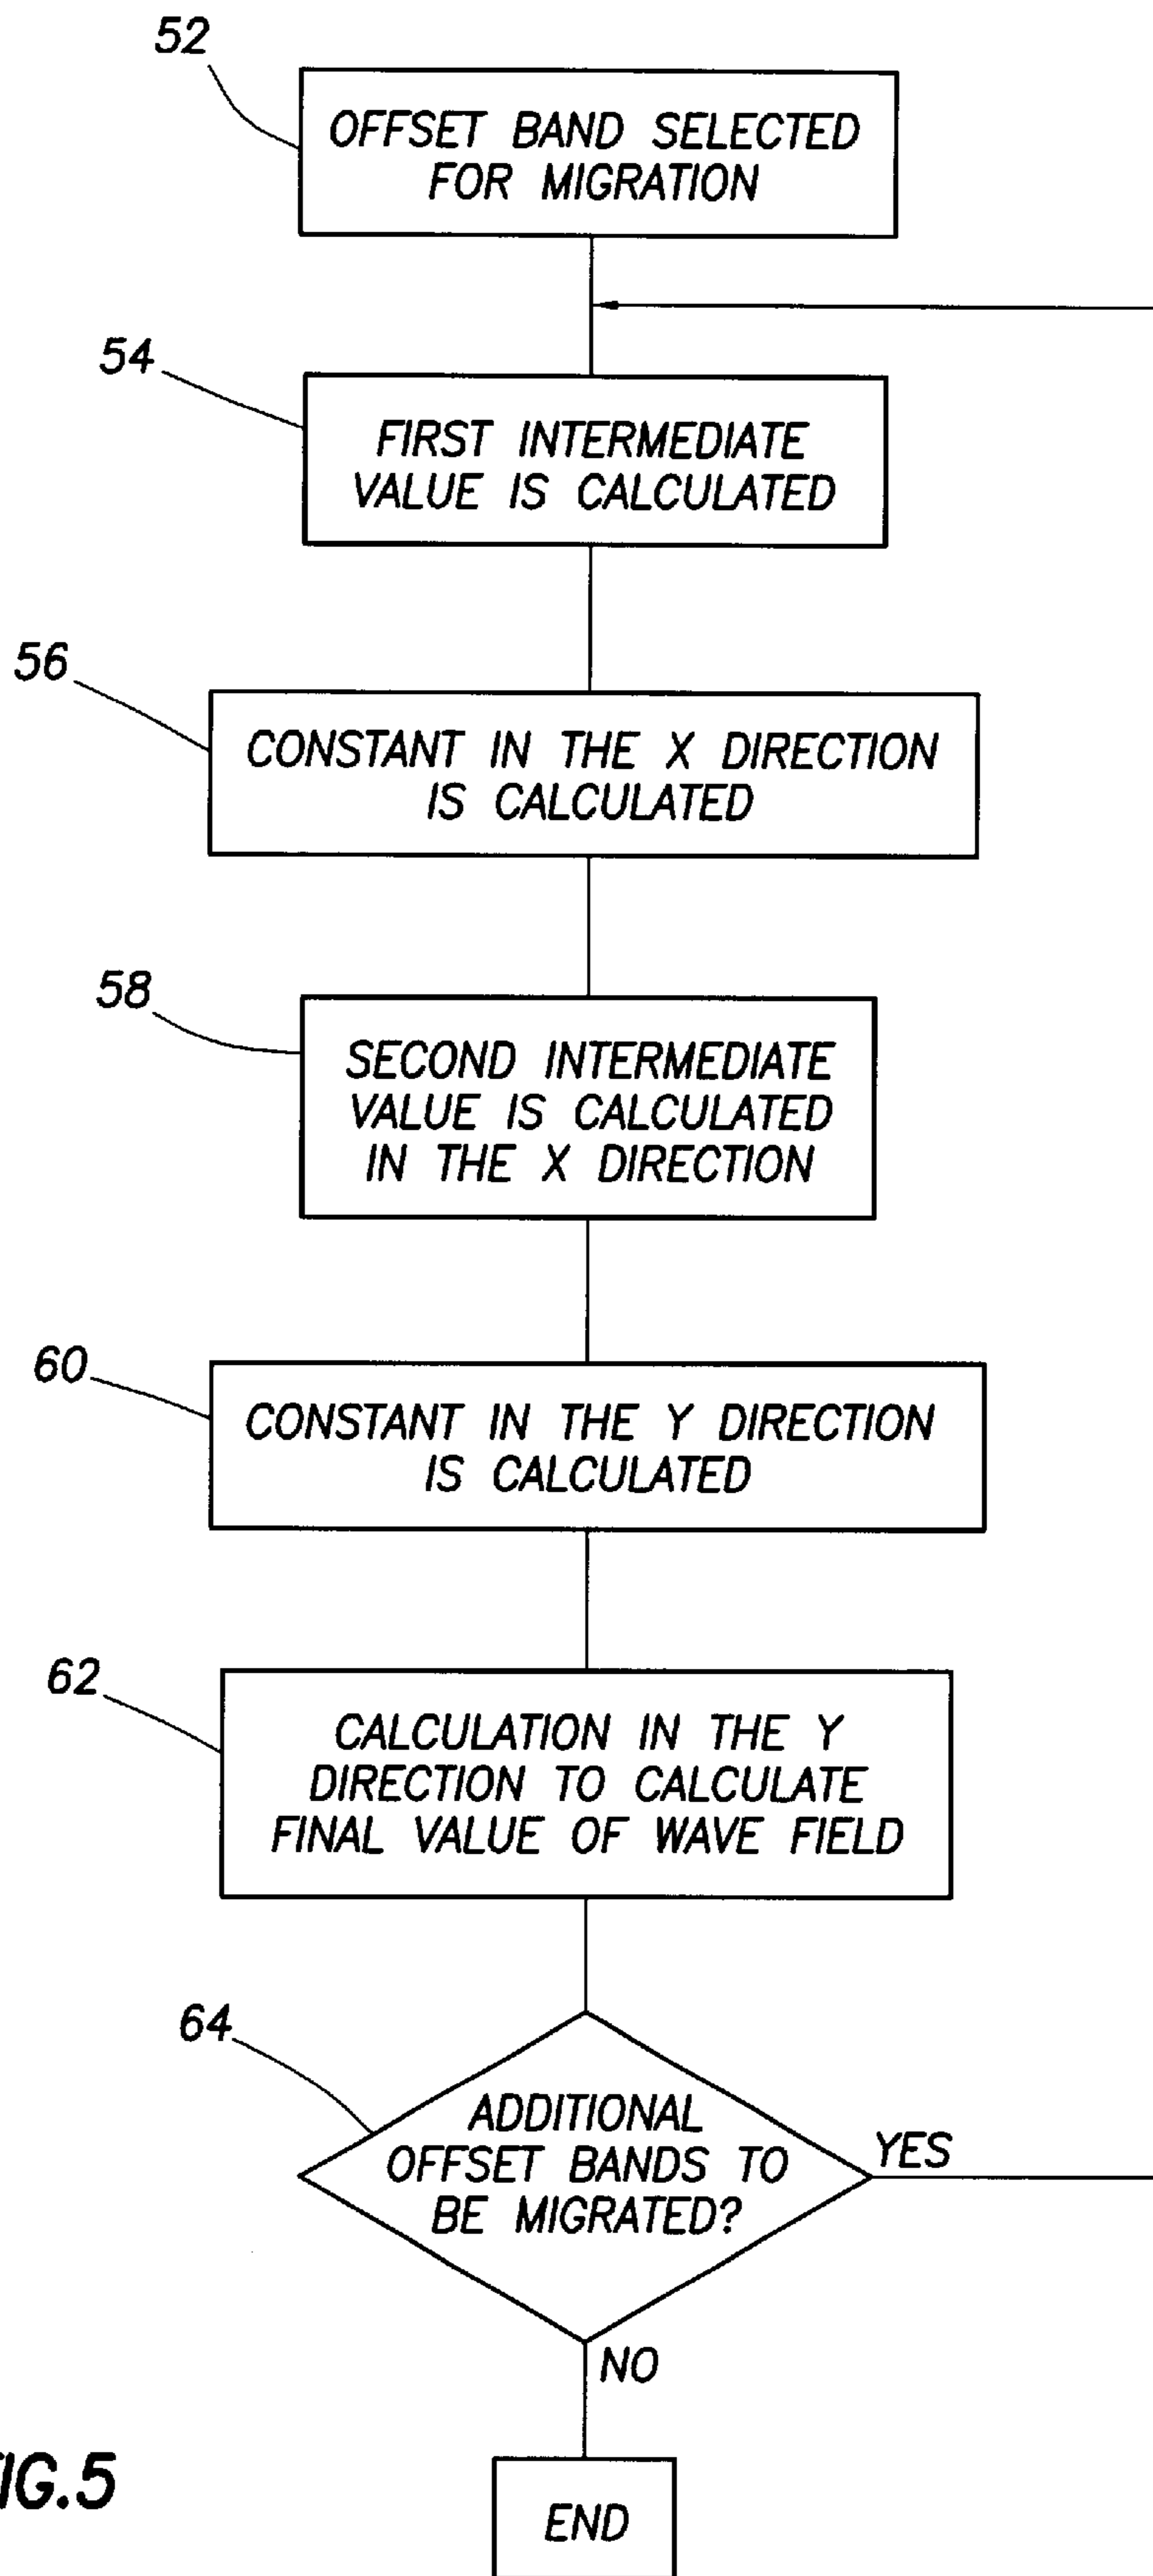 52
OFFSET BAND SELECTED
FOR MIGRATION
54
FIRST INTERMEDIATE
VALUE IS CALCULATED
56
CONSTANT IN THE X DIRECTION
IS CALCULATED
58
SECOND INTERMEDIATE
VALUE IS CALCULATED
IN THE X DIRECTION
60
CONSTANT IN THE Y DIRECTION
IS CALCULATED
62
CALCULATION IN THE Y
DIRECTION TO CALCULATE
FINAL VALUE OF WAVE FIELD
64
ADDITIONAL
OFFSET BANDS TO
BE MIGRATED?
YES
NO
FIG.5
END